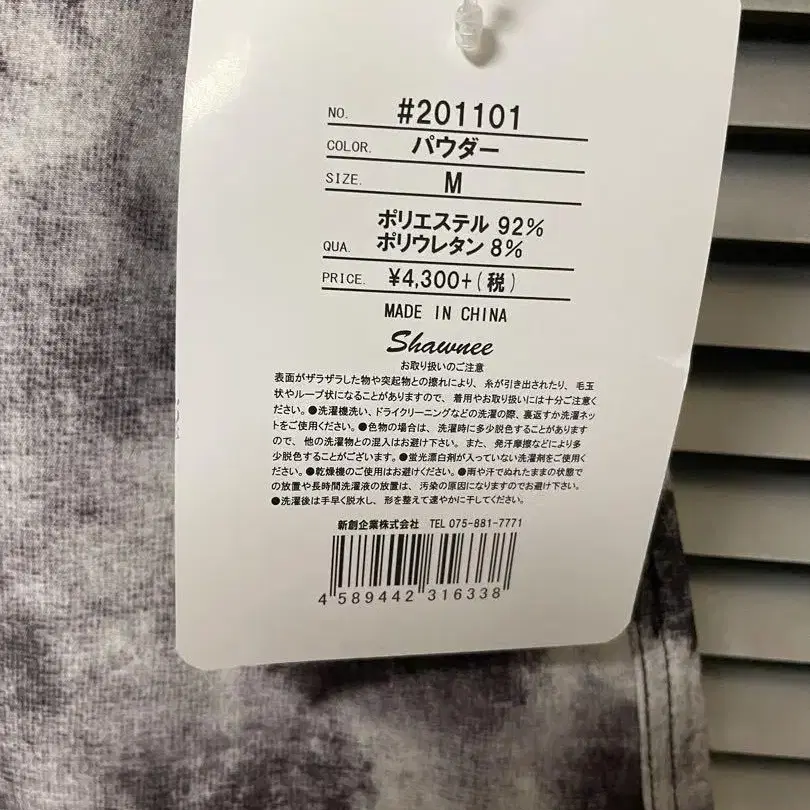 NO. #201101
COLOR. パウダー
SIZE. M
ポリエステル 92%
QUA. ポリウレタン 8%
PRICE. ¥4,300+(税)
MADE IN CHINA
Shawnee
お取り扱いのご注意
表面がザラザラした物や突起物との擦れにより、糸が引き出されたり、毛玉
状やループ状になることがありますので、着用やお取り扱いには十分ご注意く
ださい。●洗濯機洗い、ドライクリーニングなどの洗濯の際、裏返すか洗濯ネッ
トをご使用ください。●色物の場合は、洗濯時に多少脱色することがあります
ので、他の洗濯物との混入はお避け下さい。また、発汗摩擦などにより多
少脱色することがございます。●蛍光漂白剤が入っていない洗濯剤をご使用く
ださい。●乾燥機のご使用はお避けください。●雨や汗でぬれたままの状態で
の放置や長時間洗濯液の放置は、汚染の原因になりますのでお避け下さい。
●洗濯後は手早く脱水し、形を整えて速やかに干してください。
新創企業株式会社 TEL 075-881-7771
4 589442 316338